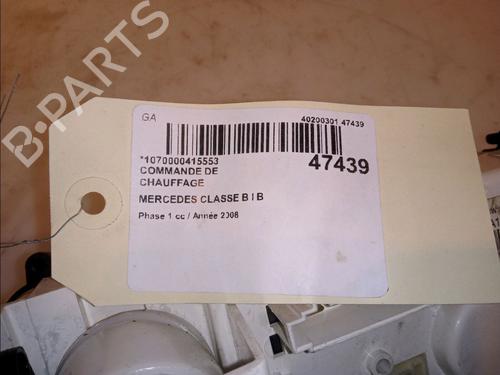 B-PARTS
GA
40200301 47439
*1070000415553
47439
COMMANDE DE
CHAUFFAGE
MERCEDES CLASSE B I B
Phase 1 cc / Année 2008